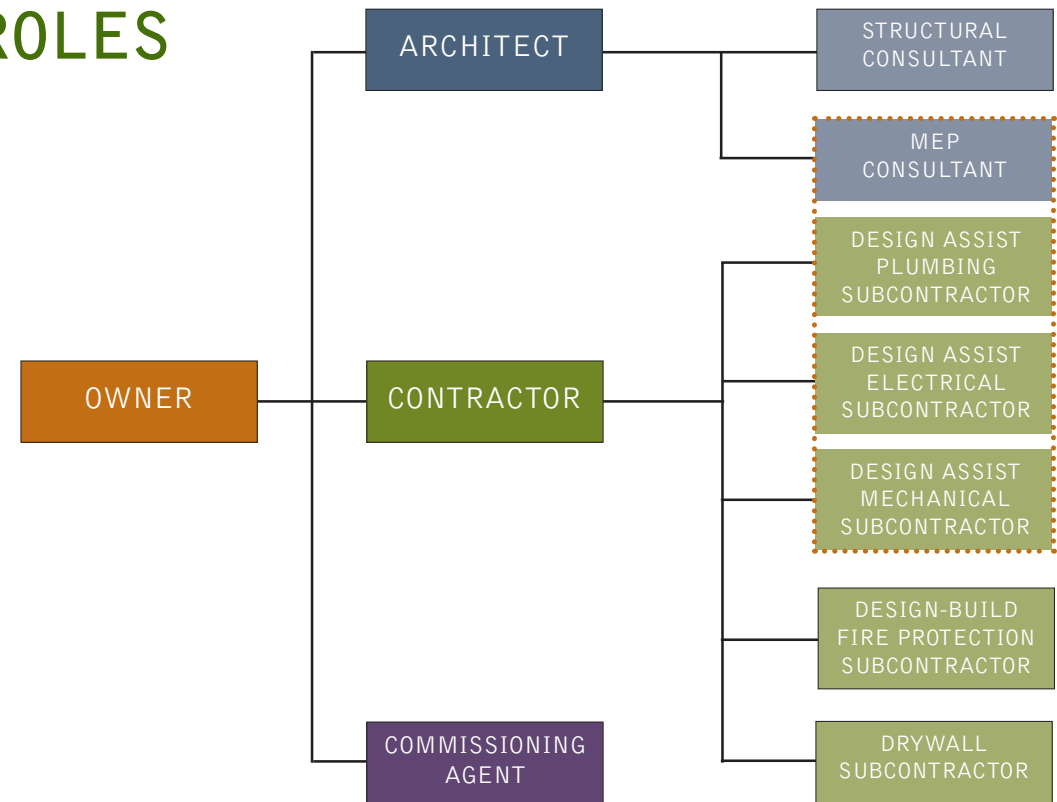 ROLES
ARCHITECT
STRUCTURAL
CONSULTANT
MEP
CONSULTANT
DESIGN ASSIST
PLUMBING
SUBCONTRACTOR
DESIGN ASSIST
ELECTRICAL
SUBCONTRACTOR
OWNER
CONTRACTOR
DESIGN ASSIST
MECHANICAL
SUBCONTRACTOR
DESIGN-BUILD
FIRE PROTECTION
SUBCONTRACTOR
COMMISSIONING
AGENT
DRYWALL
SUBCONTRACTOR